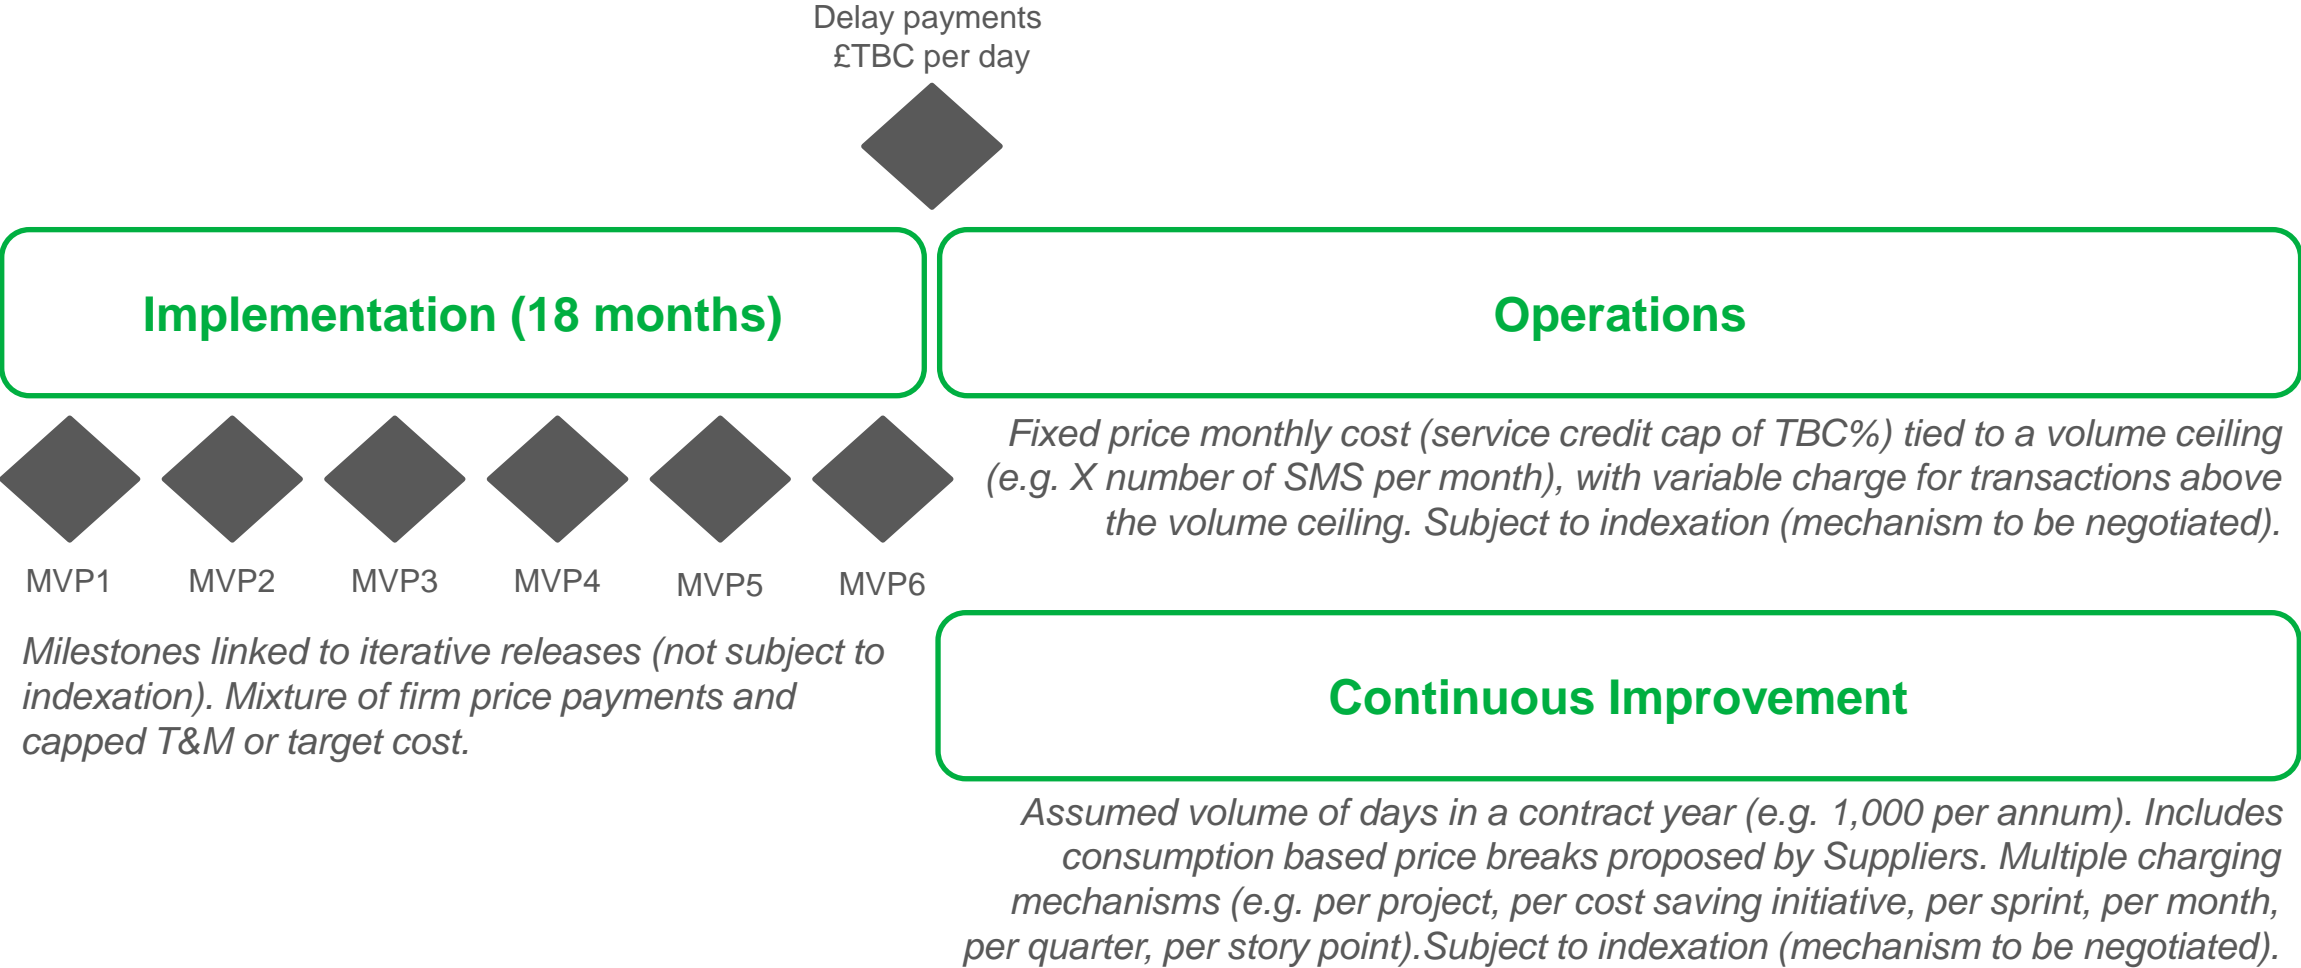 Delay payments
£TBC per day
Implementation (18 months)
Operations
MVP1
MVP2
MVP3
MVP4
MVP5
MVP6
Milestones linked to iterative releases (not subject to
indexation). Mixture of firm price payments and
capped T&M or target cost.
Fixed price monthly cost (service credit cap of TBC%) tied to a volume ceiling
(e.g. X number of SMS per month), with variable charge for transactions above
the volume ceiling. Subject to indexation (mechanism to be negotiated).
Continuous Improvement
Assumed volume of days in a contract year (e.g. 1,000 per annum). Includes
consumption based price breaks proposed by Suppliers. Multiple charging
mechanisms (e.g. per project, per cost saving initiative, per sprint, per month,
per quarter, per story point).Subject to indexation (mechanism to be negotiated).